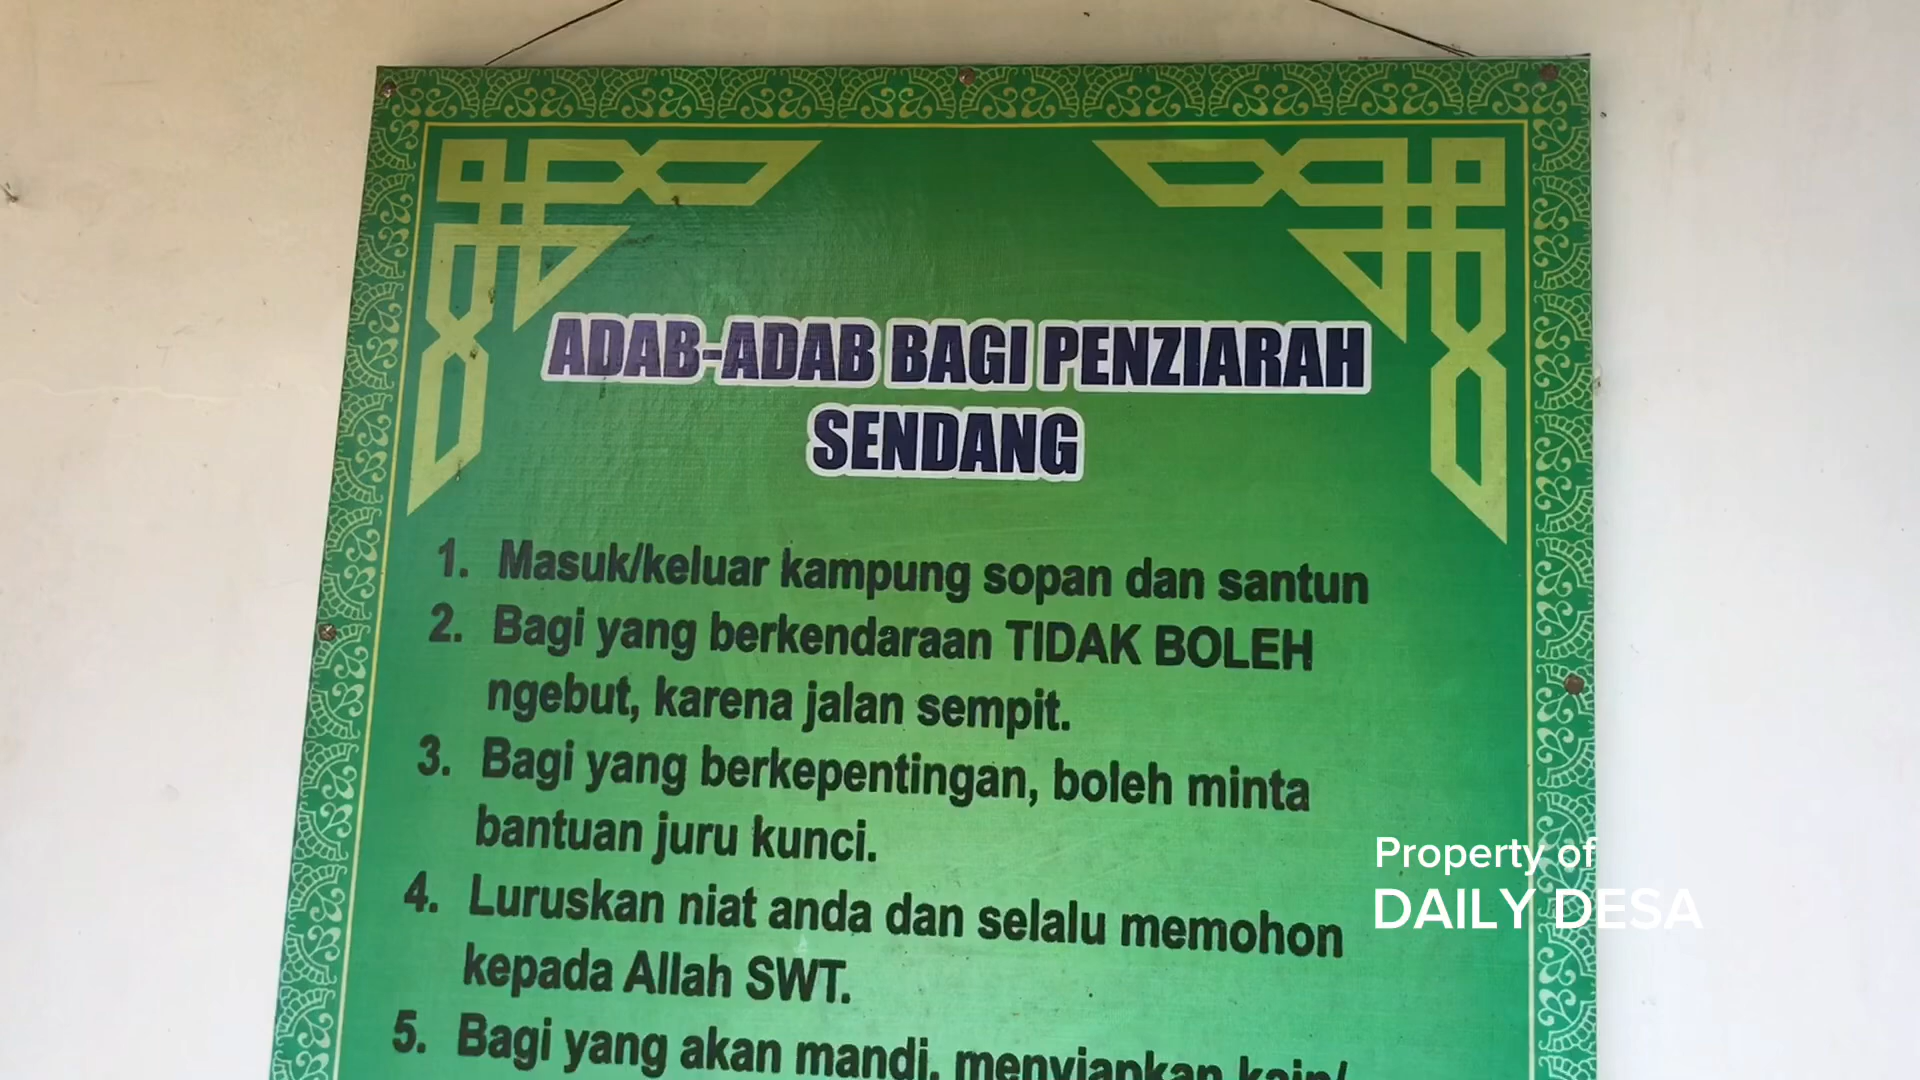 ADAB-ADAB BAGI PENZIARAH
SENDANG
1. Masuk/keluar kampung sopan dan santun
2. Bagi yang berkendaraan TIDAK BOLEH
ngebut, karena jalan sempit.
3. Bagi yang berkepentingan, boleh minta
bantuan juru kunci.
4. Luruskan niat anda dan selalu memohon
kepada Allah SWT.
5. Bagi yang akan mandi, menyiapkan kain/
Property of
DAILY DESA